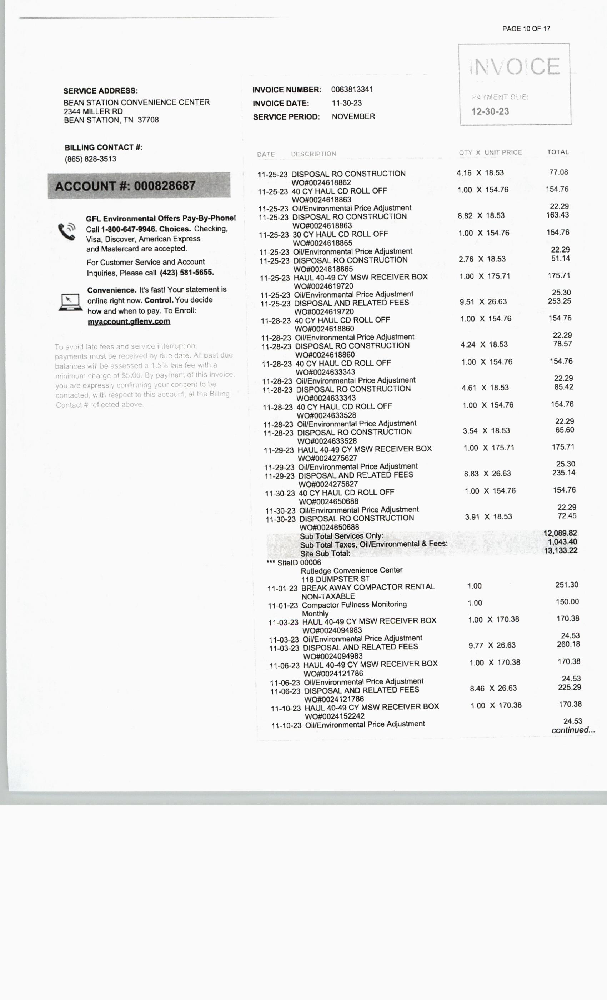 PAGE 10 OF 17
INVOICE
PAYMENT DUE:
12-30-23
SERVICE ADDRESS:
BEAN STATION CONVENIENCE CENTER
2344 MILLER RD
BEAN STATION, TN 37708
INVOICE NUMBER: 0063813341
INVOICE DATE: 11-30-23
SERVICE PERIOD: NOVEMBER
BILLING CONTACT #:
(865) 828-3513
ACCOUNT #: 000828687
GFL Environmental Offers Pay-By-Phone!
Call 1-800-647-9946. Choices. Checking,
Visa, Discover, American Express
and Mastercard are accepted.
For Customer Service and Account
Inquiries, Please call (423) 581-5655.
Convenience. It's fast! Your statement is
online right now. Control. You decide
how and when to pay. To Enroll:
myaccount.gflenv.com
To avoid late fees and service interruption,
payments must be received by due date. All past due
balances will be assessed a 1.5% late fee with a
minimum charge of $5.00. By payment of this invoice,
you are expressly confirming your consent to be
contacted, with respect to this account, at the Billing
Contact # reflected above.
DATE DESCRIPTION QTY X UNIT PRICE TOTAL
11-25-23 DISPOSAL RO CONSTRUCTION 4.16 X 18.53 77.08
WO#0024618862
11-25-23 40 CY HAUL CD ROLL OFF 1.00 X 154.76 154.76
WO#0024618863
11-25-23 Oil/Environmental Price Adjustment 22.29
11-25-23 DISPOSAL RO CONSTRUCTION 8.82 X 18.53 163.43
WO#0024618863
11-25-23 30 CY HAUL CD ROLL OFF 1.00 X 154.76 154.76
WO#0024618865
11-25-23 Oil/Environmental Price Adjustment 22.29
11-25-23 DISPOSAL RO CONSTRUCTION 2.76 X 18.53 51.14
WO#0024618865
11-25-23 HAUL 40-49 CY MSW RECEIVER BOX 1.00 X 175.71 175.71
WO#0024619720
11-25-23 Oil/Environmental Price Adjustment 25.30
11-25-23 DISPOSAL AND RELATED FEES 9.51 X 26.63 253.25
WO#0024619720
11-28-23 40 CY HAUL CD ROLL OFF 1.00 X 154.76 154.76
WO#0024618860
11-28-23 Oil/Environmental Price Adjustment 22.29
11-28-23 DISPOSAL RO CONSTRUCTION 4.24 X 18.53 78.57
WO#0024618860
11-28-23 40 CY HAUL CD ROLL OFF 1.00 X 154.76 154.76
WO#0024633343
11-28-23 Oil/Environmental Price Adjustment 22.29
11-28-23 DISPOSAL RO CONSTRUCTION 4.61 X 18.53 85.42
WO#0024633343
11-28-23 40 CY HAUL CD ROLL OFF 1.00 X 154.76 154.76
WO#0024633528
11-28-23 Oil/Environmental Price Adjustment 22.29
11-28-23 DISPOSAL RO CONSTRUCTION 3.54 X 18.53 65.60
WO#0024633528
11-29-23 HAUL 40-49 CY MSW RECEIVER BOX 1.00 X 175.71 175.71
WO#0024275627
11-29-23 Oil/Environmental Price Adjustment 25.30
11-29-23 DISPOSAL AND RELATED FEES 8.83 X 26.63 235.14
WO#0024275627
11-30-23 40 CY HAUL CD ROLL OFF 1.00 X 154.76 154.76
WO#0024650688
11-30-23 Oil/Environmental Price Adjustment 22.29
11-30-23 DISPOSAL RO CONSTRUCTION 3.91 X 18.53 72.45
WO#0024650688
Sub Total Services Only: 12,089.82
Sub Total Taxes, Oil/Environmental & Fees: 1,043.40
Site Sub Total: 13,133.22
*** SiteID 00006
Rutledge Convenience Center
118 DUMPSTER ST
11-01-23 BREAK AWAY COMPACTOR RENTAL 1.00 251.30
NON-TAXABLE
11-01-23 Compactor Fullness Monitoring 1.00 150.00
Monthly
11-03-23 HAUL 40-49 CY MSW RECEIVER BOX 1.00 X 170.38 170.38
WO#0024094983
11-03-23 Oil/Environmental Price Adjustment 24.53
11-03-23 DISPOSAL AND RELATED FEES 9.77 X 26.63 260.18
WO#0024094983
11-06-23 HAUL 40-49 CY MSW RECEIVER BOX 1.00 X 170.38 170.38
WO#0024121786
11-06-23 Oil/Environmental Price Adjustment 24.53
11-06-23 DISPOSAL AND RELATED FEES 8.46 X 26.63 225.29
WO#0024121786
11-10-23 HAUL 40-49 CY MSW RECEIVER BOX 1.00 X 170.38 170.38
WO#0024152242
11-10-23 Oil/Environmental Price Adjustment 24.53
continued...